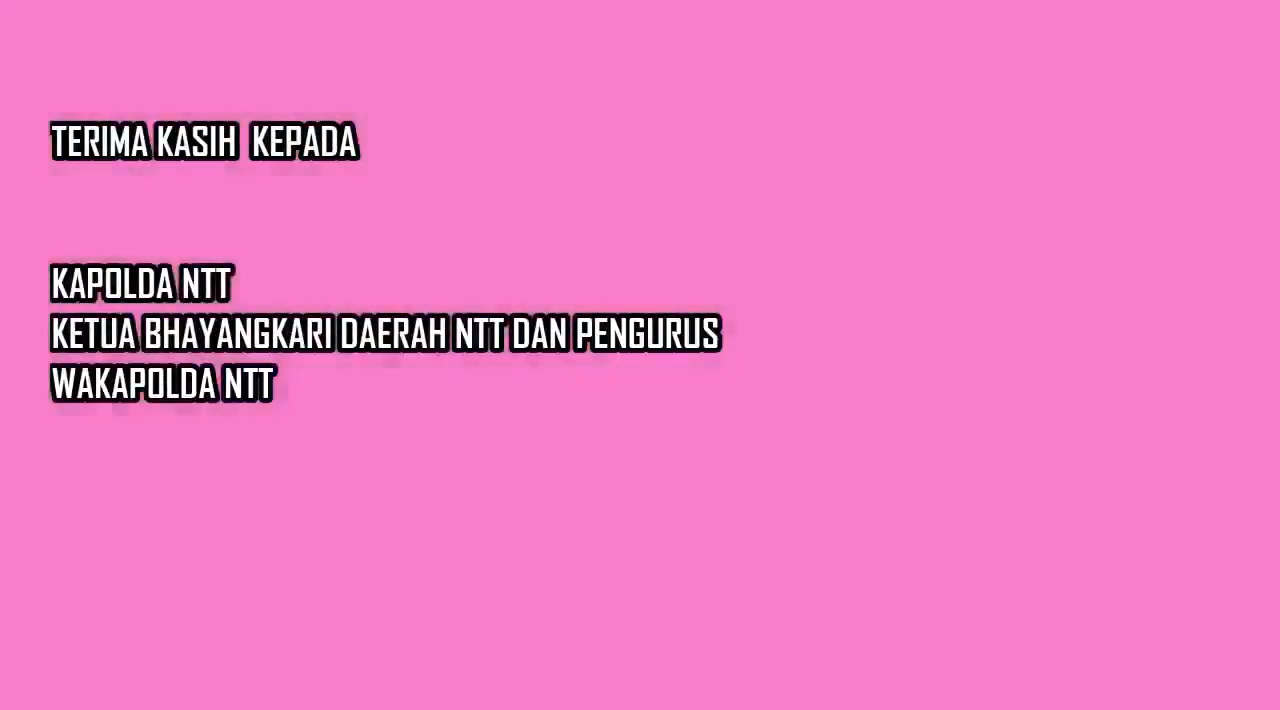 TERIMA KASIH  KEPADA
KAPOLDA NTT
KETUA BHAYANGKARI DAERAH NTT DAN PENGURUS
WAKAPOLDA NTT